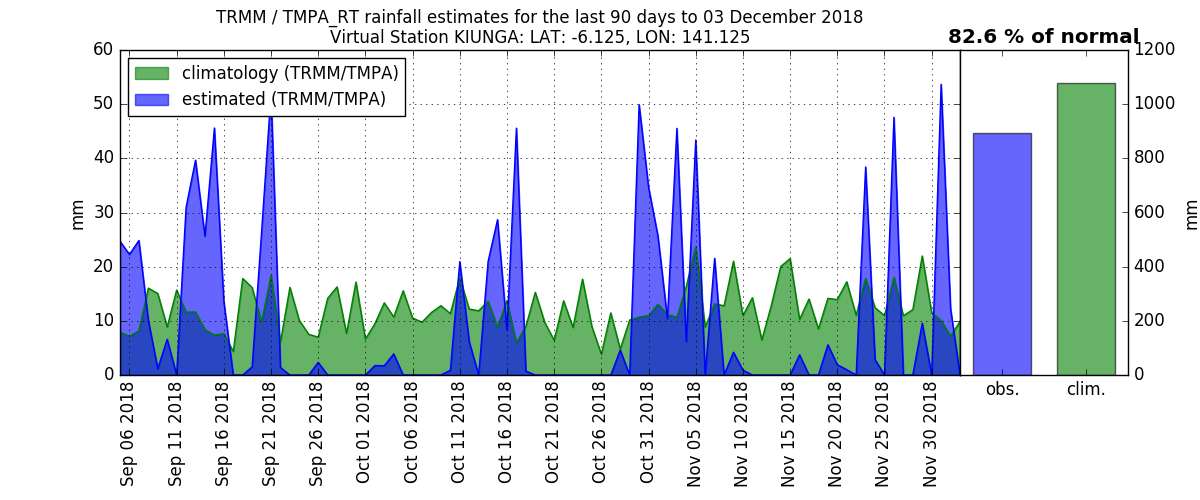 TRMM / TMPA_RT rainfall estimates for the last 90 days to 03 December 2018
Virtual Station KIUNGA: LAT: -6.125, LON: 141.125
82.6 % of normal
climatology (TRMM/TMPA)
estimated (TRMM/TMPA)
60
50
40
30
20
10
0
mm
1200
1000
800
600
400
200
0
mm
obs.
clim.
Sep 06 2018
Sep 11 2018
Sep 16 2018
Sep 21 2018
Sep 26 2018
Oct 01 2018
Oct 06 2018
Oct 11 2018
Oct 16 2018
Oct 21 2018
Oct 26 2018
Oct 31 2018
Nov 05 2018
Nov 10 2018
Nov 15 2018
Nov 20 2018
Nov 25 2018
Nov 30 2018